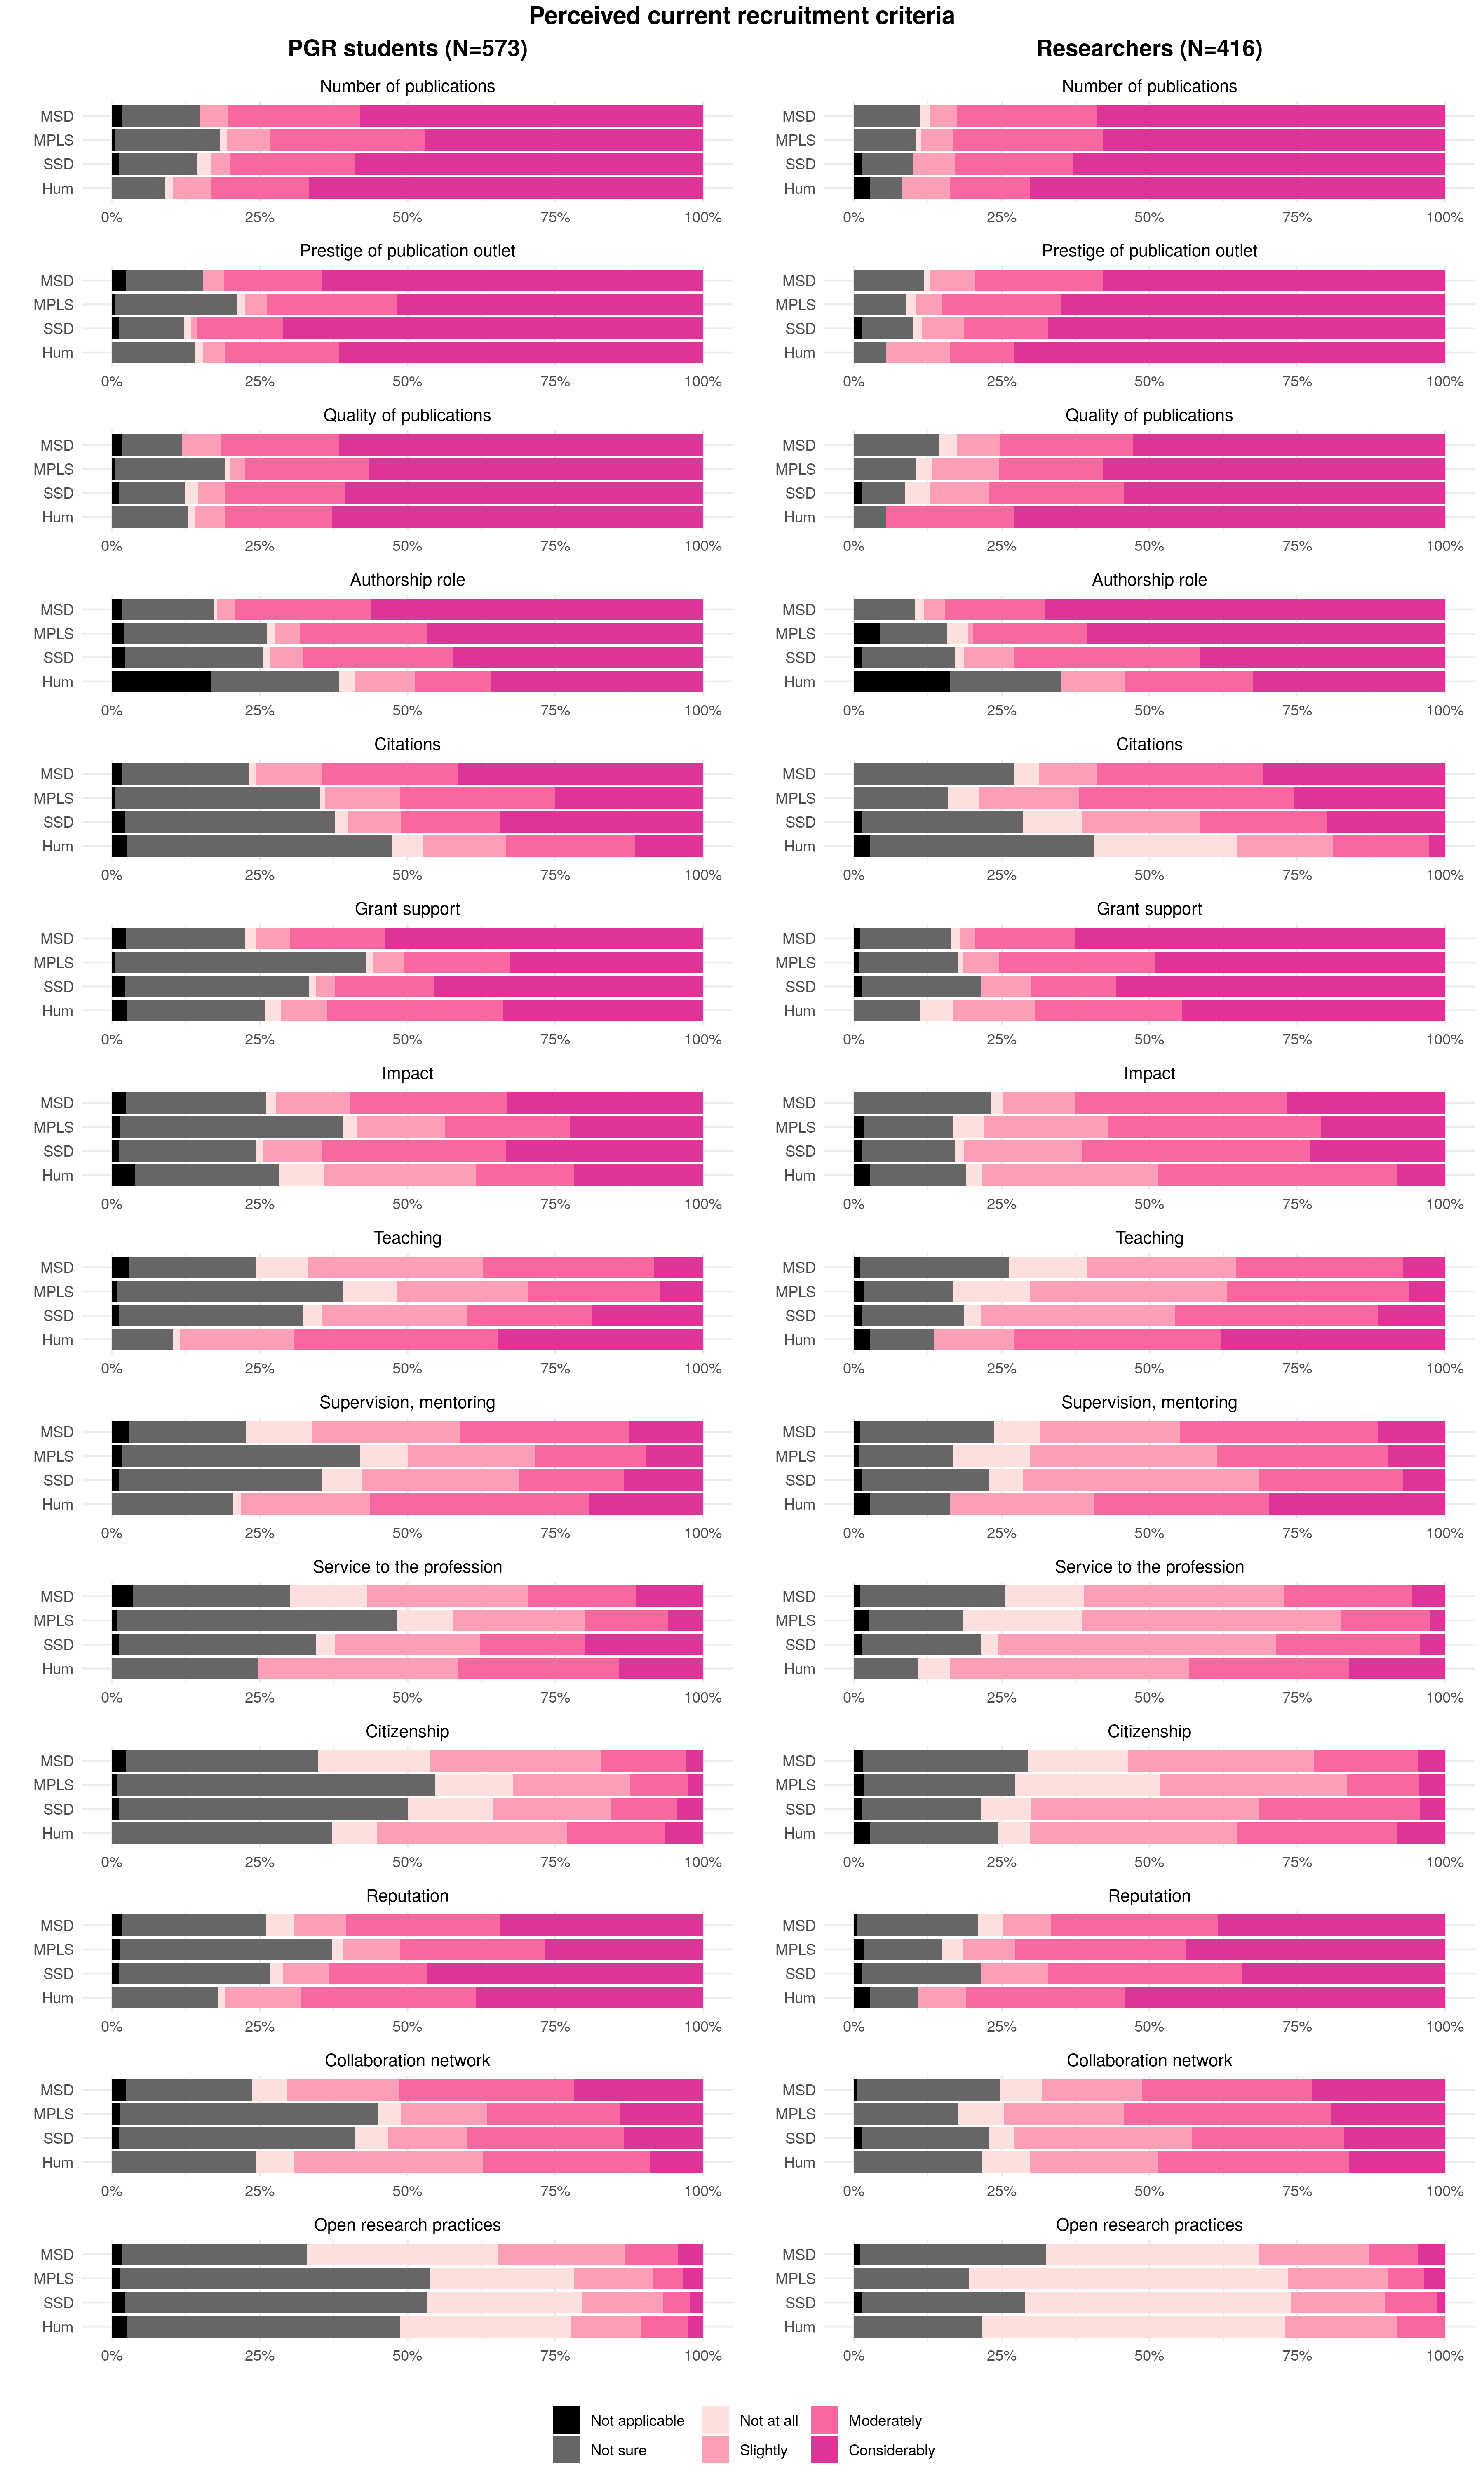 Perceived current recruitment criteria
PGR students (N=573) Researchers (N=416)
Number of publications Number of publications
MSD MSD
MPLS MPLS
SSD SSD
Hum Hum
0% 25% 50% 75% 100% 0% 25% 50% 75% 100%
Prestige of publication outlet Prestige of publication outlet
MSD MSD
MPLS MPLS
SSD SSD
Hum Hum
0% 25% 50% 75% 100% 0% 25% 50% 75% 100%
Quality of publications Quality of publications
MSD MSD
MPLS MPLS
SSD SSD
Hum Hum
0% 25% 50% 75% 100% 0% 25% 50% 75% 100%
Authorship role Authorship role
MSD MSD
MPLS MPLS
SSD SSD
Hum Hum
0% 25% 50% 75% 100% 0% 25% 50% 75% 100%
Citations Citations
MSD MSD
MPLS MPLS
SSD SSD
Hum Hum
0% 25% 50% 75% 100% 0% 25% 50% 75% 100%
Grant support Grant support
MSD MSD
MPLS MPLS
SSD SSD
Hum Hum
0% 25% 50% 75% 100% 0% 25% 50% 75% 100%
Impact Impact
MSD MSD
MPLS MPLS
SSD SSD
Hum Hum
0% 25% 50% 75% 100% 0% 25% 50% 75% 100%
Teaching Teaching
MSD MSD
MPLS MPLS
SSD SSD
Hum Hum
0% 25% 50% 75% 100% 0% 25% 50% 75% 100%
Supervision, mentoring Supervision, mentoring
MSD MSD
MPLS MPLS
SSD SSD
Hum Hum
0% 25% 50% 75% 100% 0% 25% 50% 75% 100%
Service to the profession Service to the profession
MSD MSD
MPLS MPLS
SSD SSD
Hum Hum
0% 25% 50% 75% 100% 0% 25% 50% 75% 100%
Citizenship Citizenship
MSD MSD
MPLS MPLS
SSD SSD
Hum Hum
0% 25% 50% 75% 100% 0% 25% 50% 75% 100%
Reputation Reputation
MSD MSD
MPLS MPLS
SSD SSD
Hum Hum
0% 25% 50% 75% 100% 0% 25% 50% 75% 100%
Collaboration network Collaboration network
MSD MSD
MPLS MPLS
SSD SSD
Hum Hum
0% 25% 50% 75% 100% 0% 25% 50% 75% 100%
Open research practices Open research practices
MSD MSD
MPLS MPLS
SSD SSD
Hum Hum
0% 25% 50% 75% 100% 0% 25% 50% 75% 100%
Not applicable Not at all Moderately
Not sure Slightly Considerably